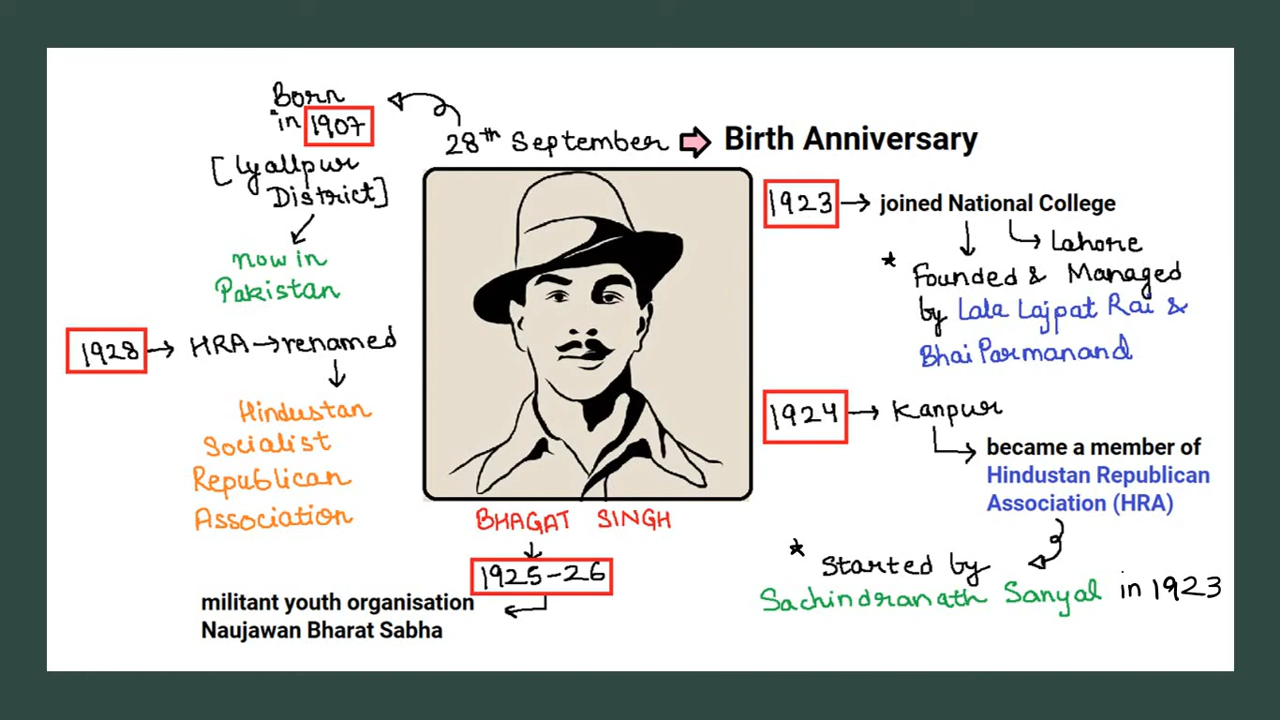 Born
in 1907
[Lyallpur
District]
now in
Pakistan
28th September ⇨ Birth Anniversary
1923 → joined National College
Lahore
* Founded & Managed
by Lala Lajpat Rai &
Bhai Parmanand
1924 → Kanpur
became a member of
Hindustan Republican
Association (HRA)
* Started by
Sachindranath Sanyal in 1923
1928 → HRA → renamed
Hindustan
Socialist
Republican
Association
BHAGAT SINGH
1925-26
militant youth organisation
Naujawan Bharat Sabha